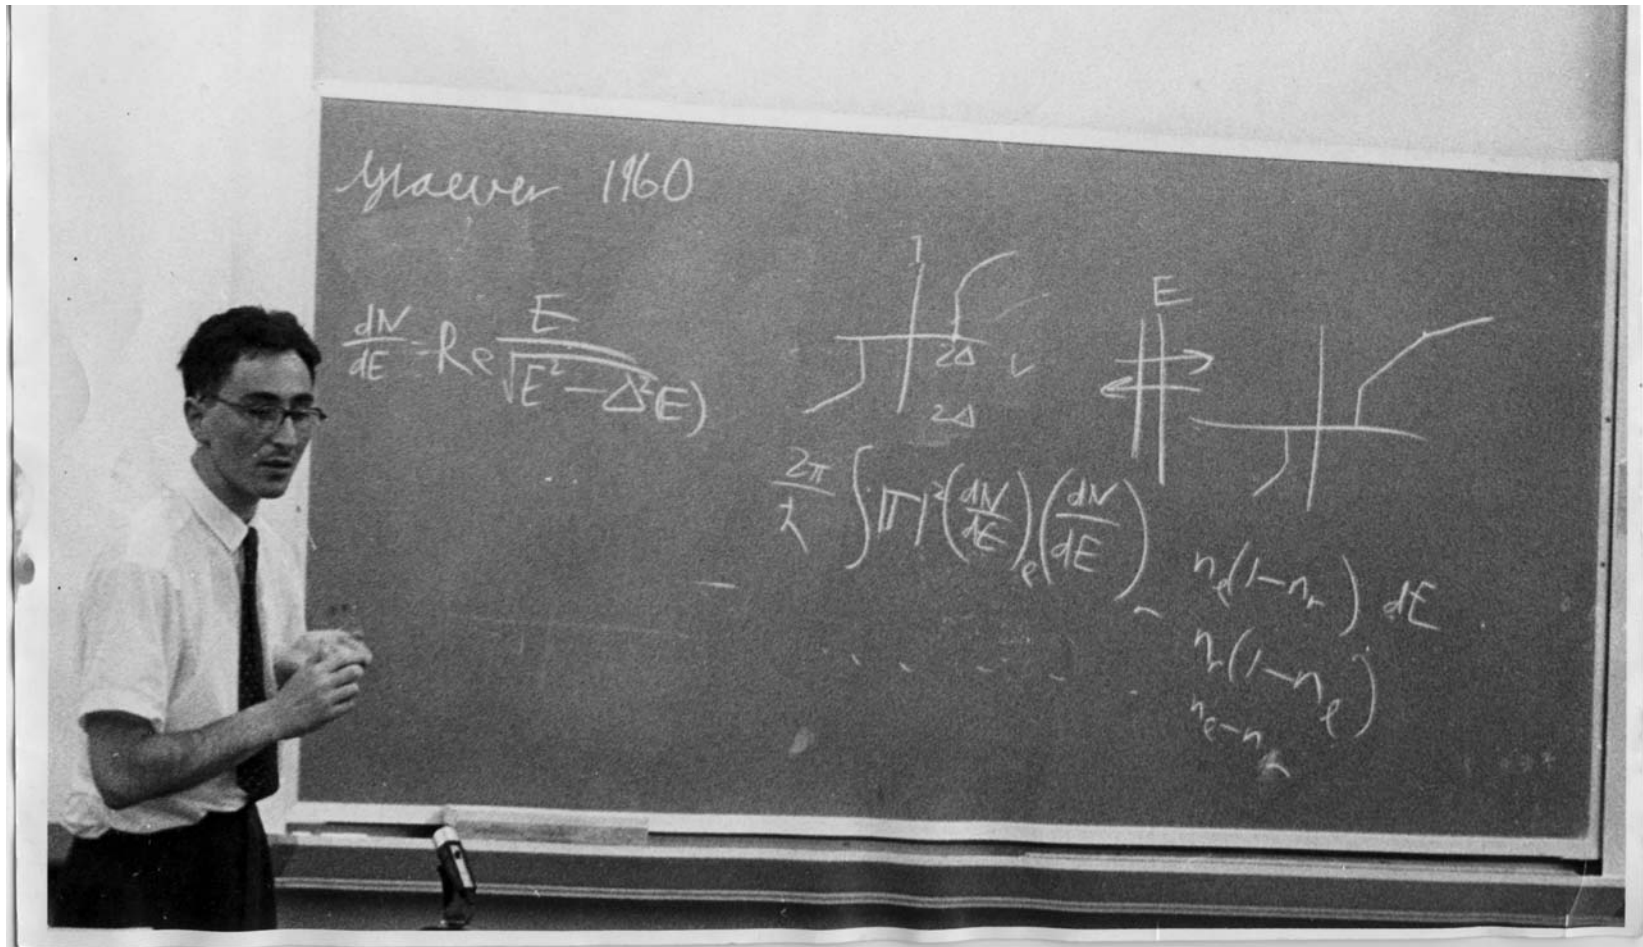 Giaever 1960
dN/dE = Re E/√(E² − Δ²(E))
I
2Δ
V
2Δ
E
2π/ħ ∫ |T|² (dN/dE)ℓ (dN/dE) nℓ(1−nr) dE
nr(1−nℓ)
nℓ−nr